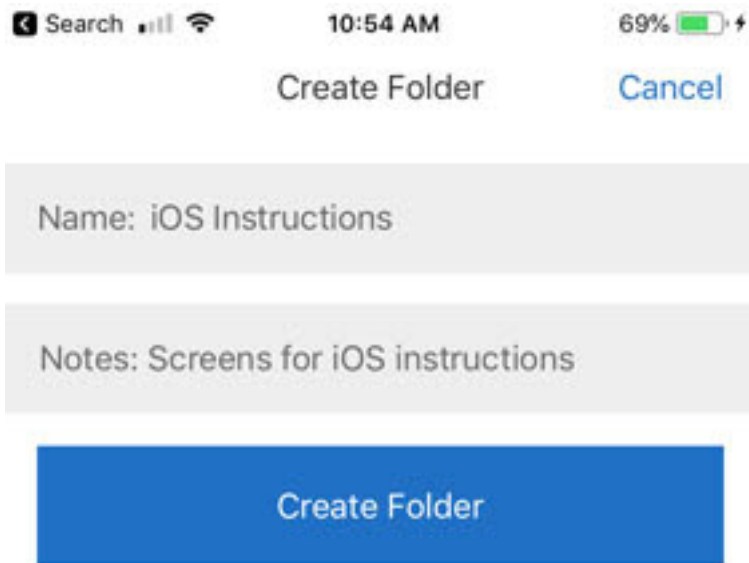 Search 10:54 AM 69%
Create Folder Cancel
Name: iOS Instructions
Notes: Screens for iOS instructions
Create Folder